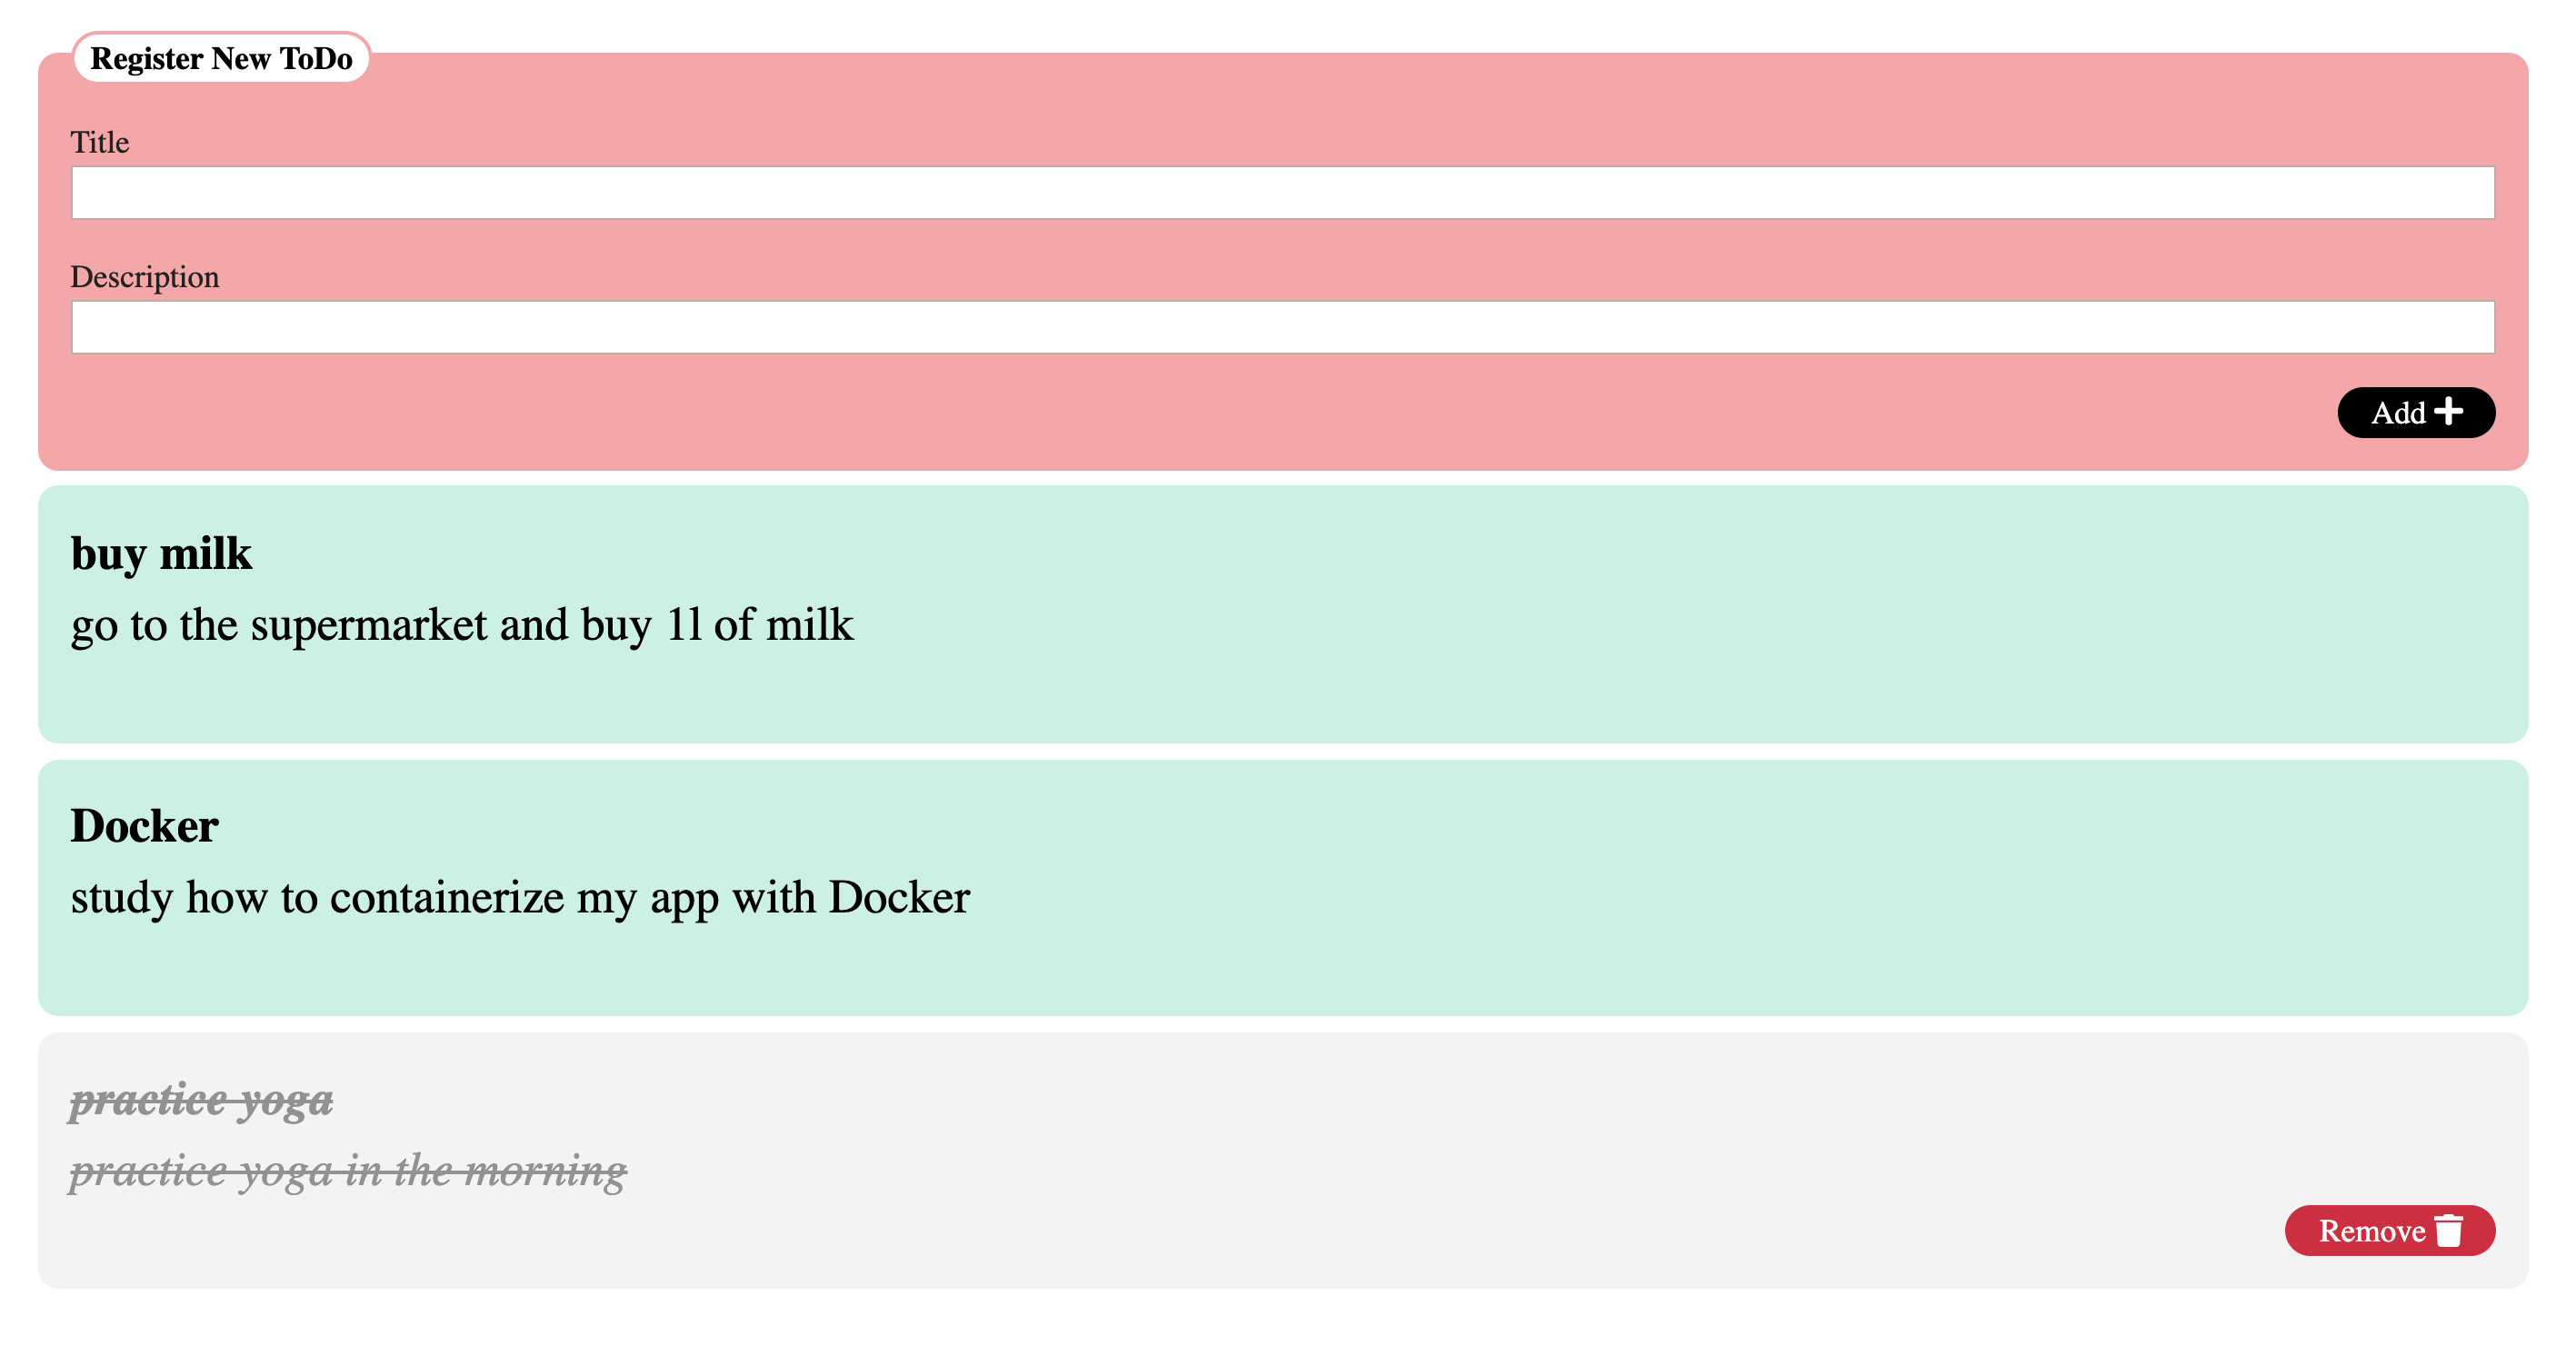 Register New ToDo
Title
Description
Add
buy milk
go to the supermarket and buy 1l of milk
Docker
study how to containerize my app with Docker
practice yoga
practice yoga in the morning
Remove